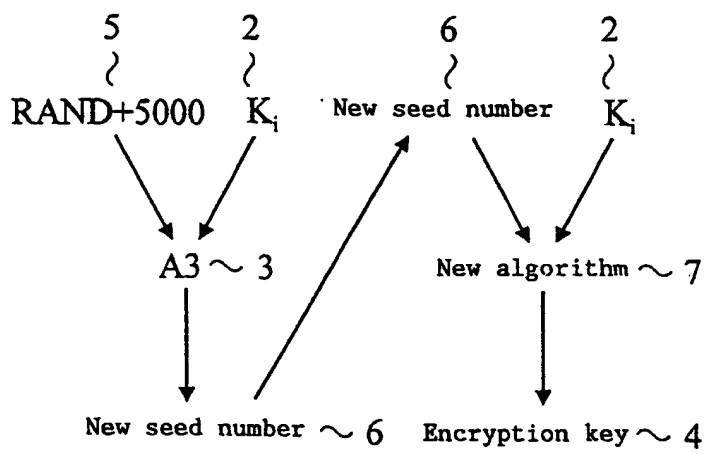 5 2 6 2
RAND+5000 K_i New seed number K_i
A3 3 New algorithm 7
New seed number 6 Encryption key 4